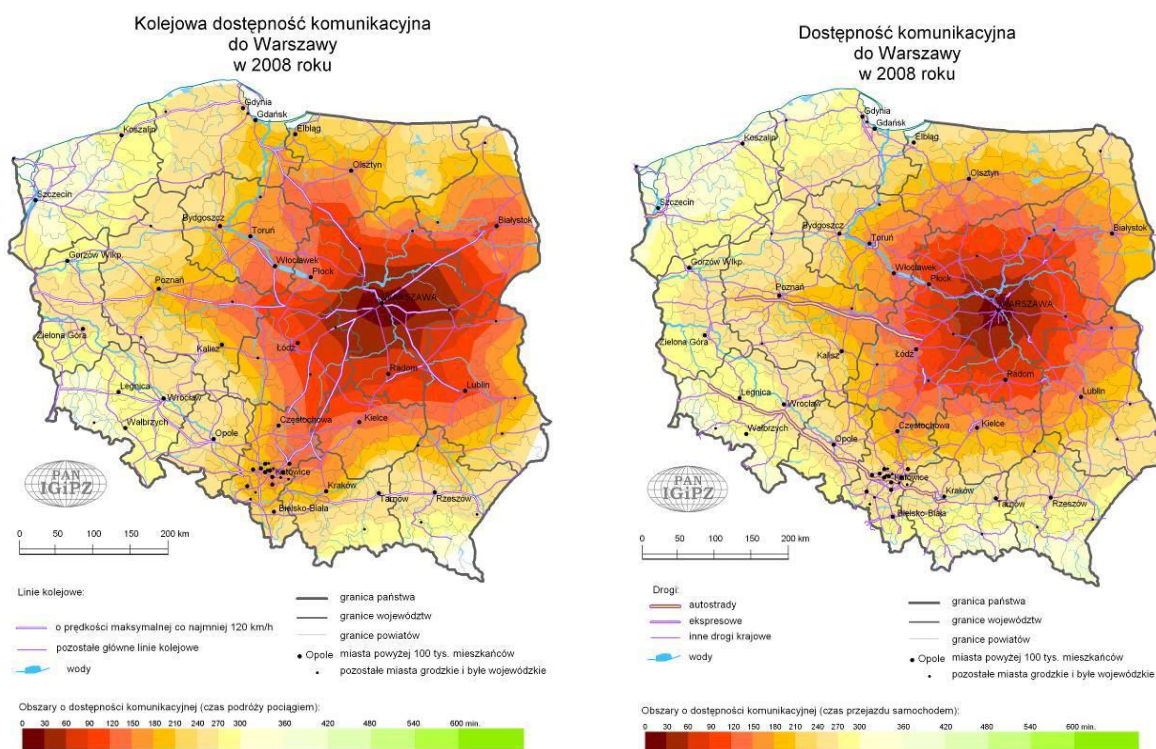 Kolejowa dostępność komunikacyjna
do Warszawy
w 2008 roku
Gdynia
Gdańsk
Koszalin
Elbląg
Olsztyn
Szczecin
Bydgoszcz
Białystok
Toruń
Gorzów Wlkp.
Włocławek
Płock
Poznań
WARSZAWA
Zielona Góra
Kalisz
Łódź
Radom
Legnica
Lublin
Wrocław
Wałbrzych
Częstochowa
Kielce
Opole
Katowice
Kraków
Tarnów
Rzeszów
Bielsko-Biała
PAN
IGiPZ
0 50 100 200 km
Linie kolejowe:
o prędkości maksymalnej co najmniej 120 km/h
pozostałe główne linie kolejowe
wody
granica państwa
granice województw
granice powiatów
Opole miasta powyżej 100 tys. mieszkańców
pozostałe miasta grodzkie i byłe wojewódzkie
Obszary o dostępności komunikacyjnej (czas podróży pociągiem):
0 30 60 90 120 150 180 210 240 270 300 360 420 480 540 600 min.
Dostępność komunikacyjna
do Warszawy
w 2008 roku
Gdynia
Gdańsk
Koszalin
Elbląg
Olsztyn
Szczecin
Bydgoszcz
Białystok
Toruń
Gorzów Wlkp.
Włocławek
Płock
Poznań
WARSZAWA
Zielona Góra
Kalisz
Łódź
Radom
Legnica
Lublin
Wrocław
Wałbrzych
Częstochowa
Kielce
Opole
Katowice
Kraków
Tarnów
Rzeszów
Bielsko-Biała
PAN
IGiPZ
0 50 100 200 km
Drogi:
autostrady
ekspresowe
inne drogi krajowe
wody
granica państwa
granice województw
granice powiatów
Opole miasta powyżej 100 tys. mieszkańców
pozostałe miasta grodzkie i byłe wojewódzkie
Obszary o dostępności komunikacyjnej (czas przejazdu samochodem):
0 30 60 90 120 150 180 210 240 270 300 360 420 480 540 600 min.